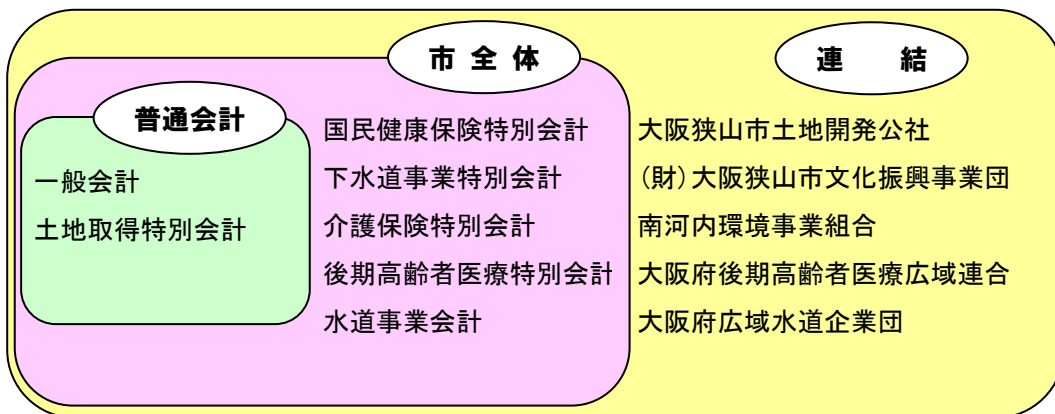 市 全 体
連 結
普通会計
一般会計
土地取得特別会計
国民健康保険特別会計
下水道事業特別会計
介護保険特別会計
後期高齢者医療特別会計
水道事業会計
大阪狭山市土地開発公社
(財)大阪狭山市文化振興事業団
南河内環境事業組合
大阪府後期高齢者医療広域連合
大阪府広域水道企業団